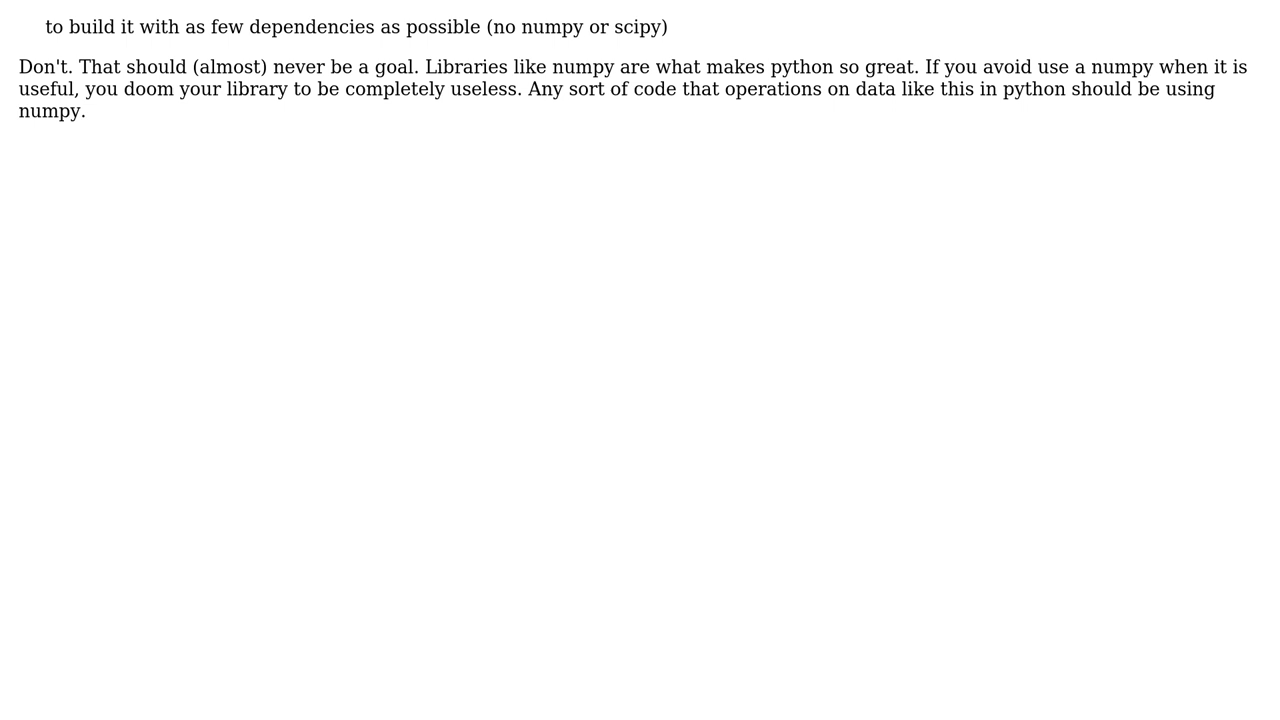 to build it with as few dependencies as possible (no numpy or scipy)
Don't. That should (almost) never be a goal. Libraries like numpy are what makes python so great. If you avoid use a numpy when it is
useful, you doom your library to be completely useless. Any sort of code that operations on data like this in python should be using
numpy.